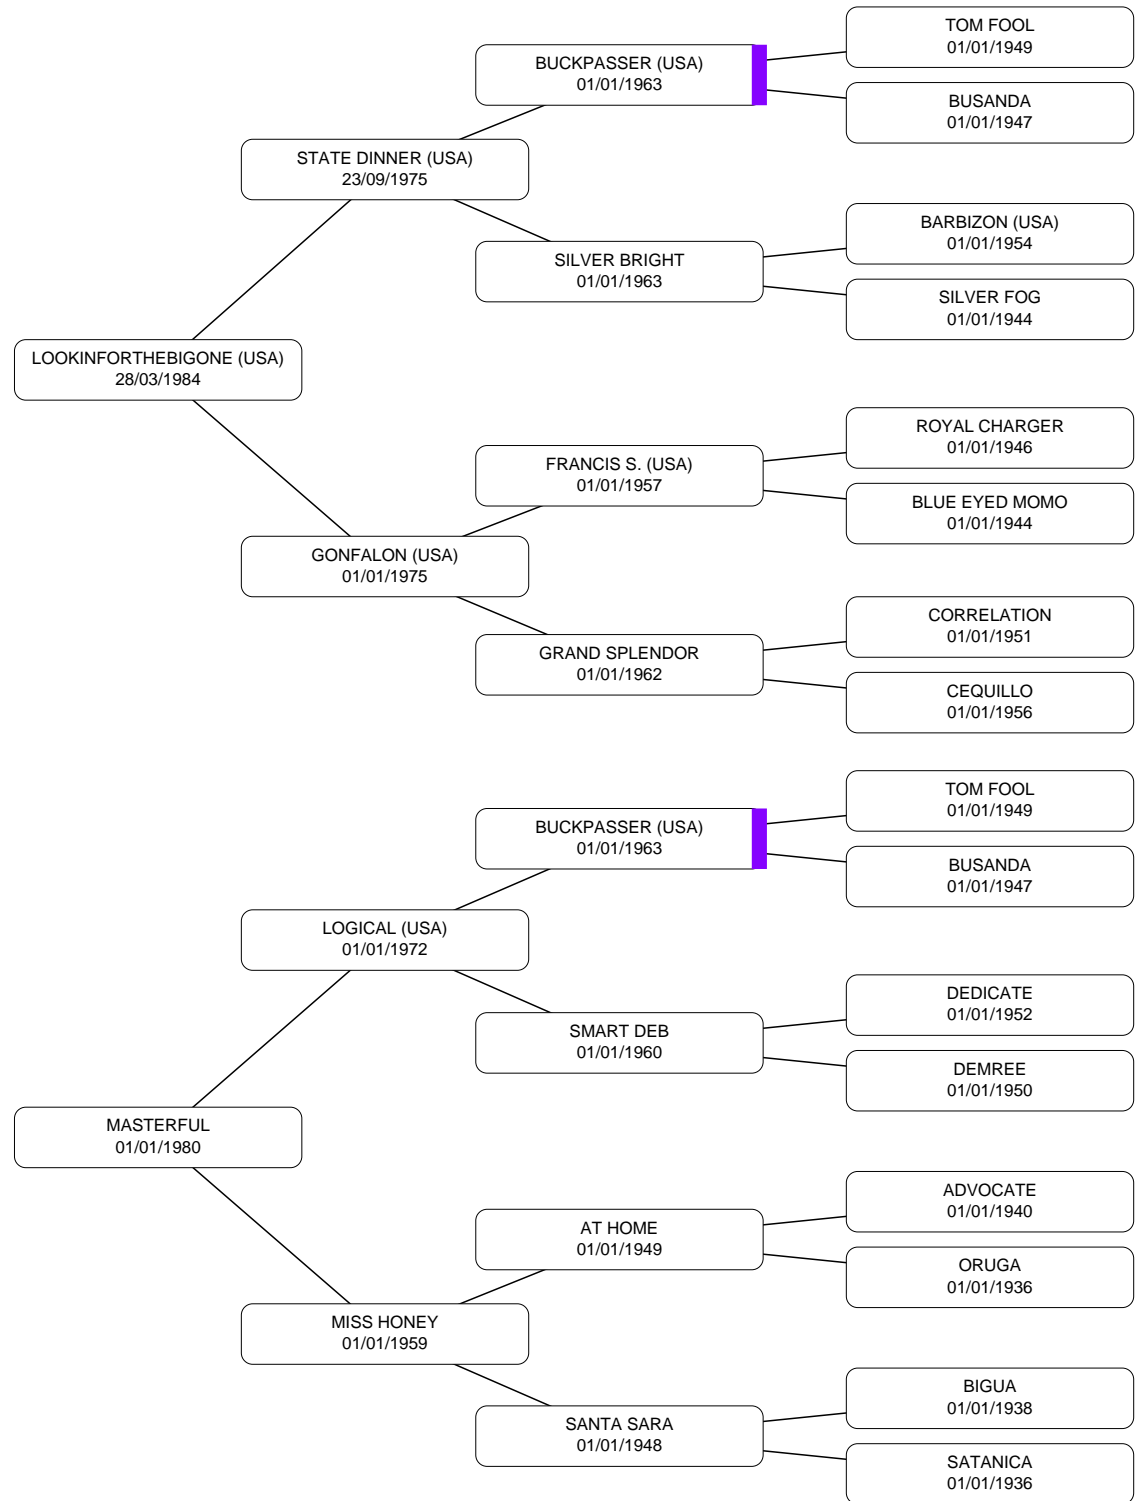 TOM FOOL
01/01/1949
BUCKPASSER (USA)
01/01/1963
BUSANDA
01/01/1947
STATE DINNER (USA)
23/09/1975
BARBIZON (USA)
01/01/1954
SILVER BRIGHT
01/01/1963
SILVER FOG
01/01/1944
LOOKINFORTHEBIGONE (USA)
28/03/1984
ROYAL CHARGER
01/01/1946
FRANCIS S. (USA)
01/01/1957
BLUE EYED MOMO
01/01/1944
GONFALON (USA)
01/01/1975
CORRELATION
01/01/1951
GRAND SPLENDOR
01/01/1962
CEQUILLO
01/01/1956
TOM FOOL
01/01/1949
BUCKPASSER (USA)
01/01/1963
BUSANDA
01/01/1947
LOGICAL (USA)
01/01/1972
DEDICATE
01/01/1952
SMART DEB
01/01/1960
DEMREE
01/01/1950
MASTERFUL
01/01/1980
ADVOCATE
01/01/1940
AT HOME
01/01/1949
ORUGA
01/01/1936
MISS HONEY
01/01/1959
BIGUA
01/01/1938
SANTA SARA
01/01/1948
SATANICA
01/01/1936